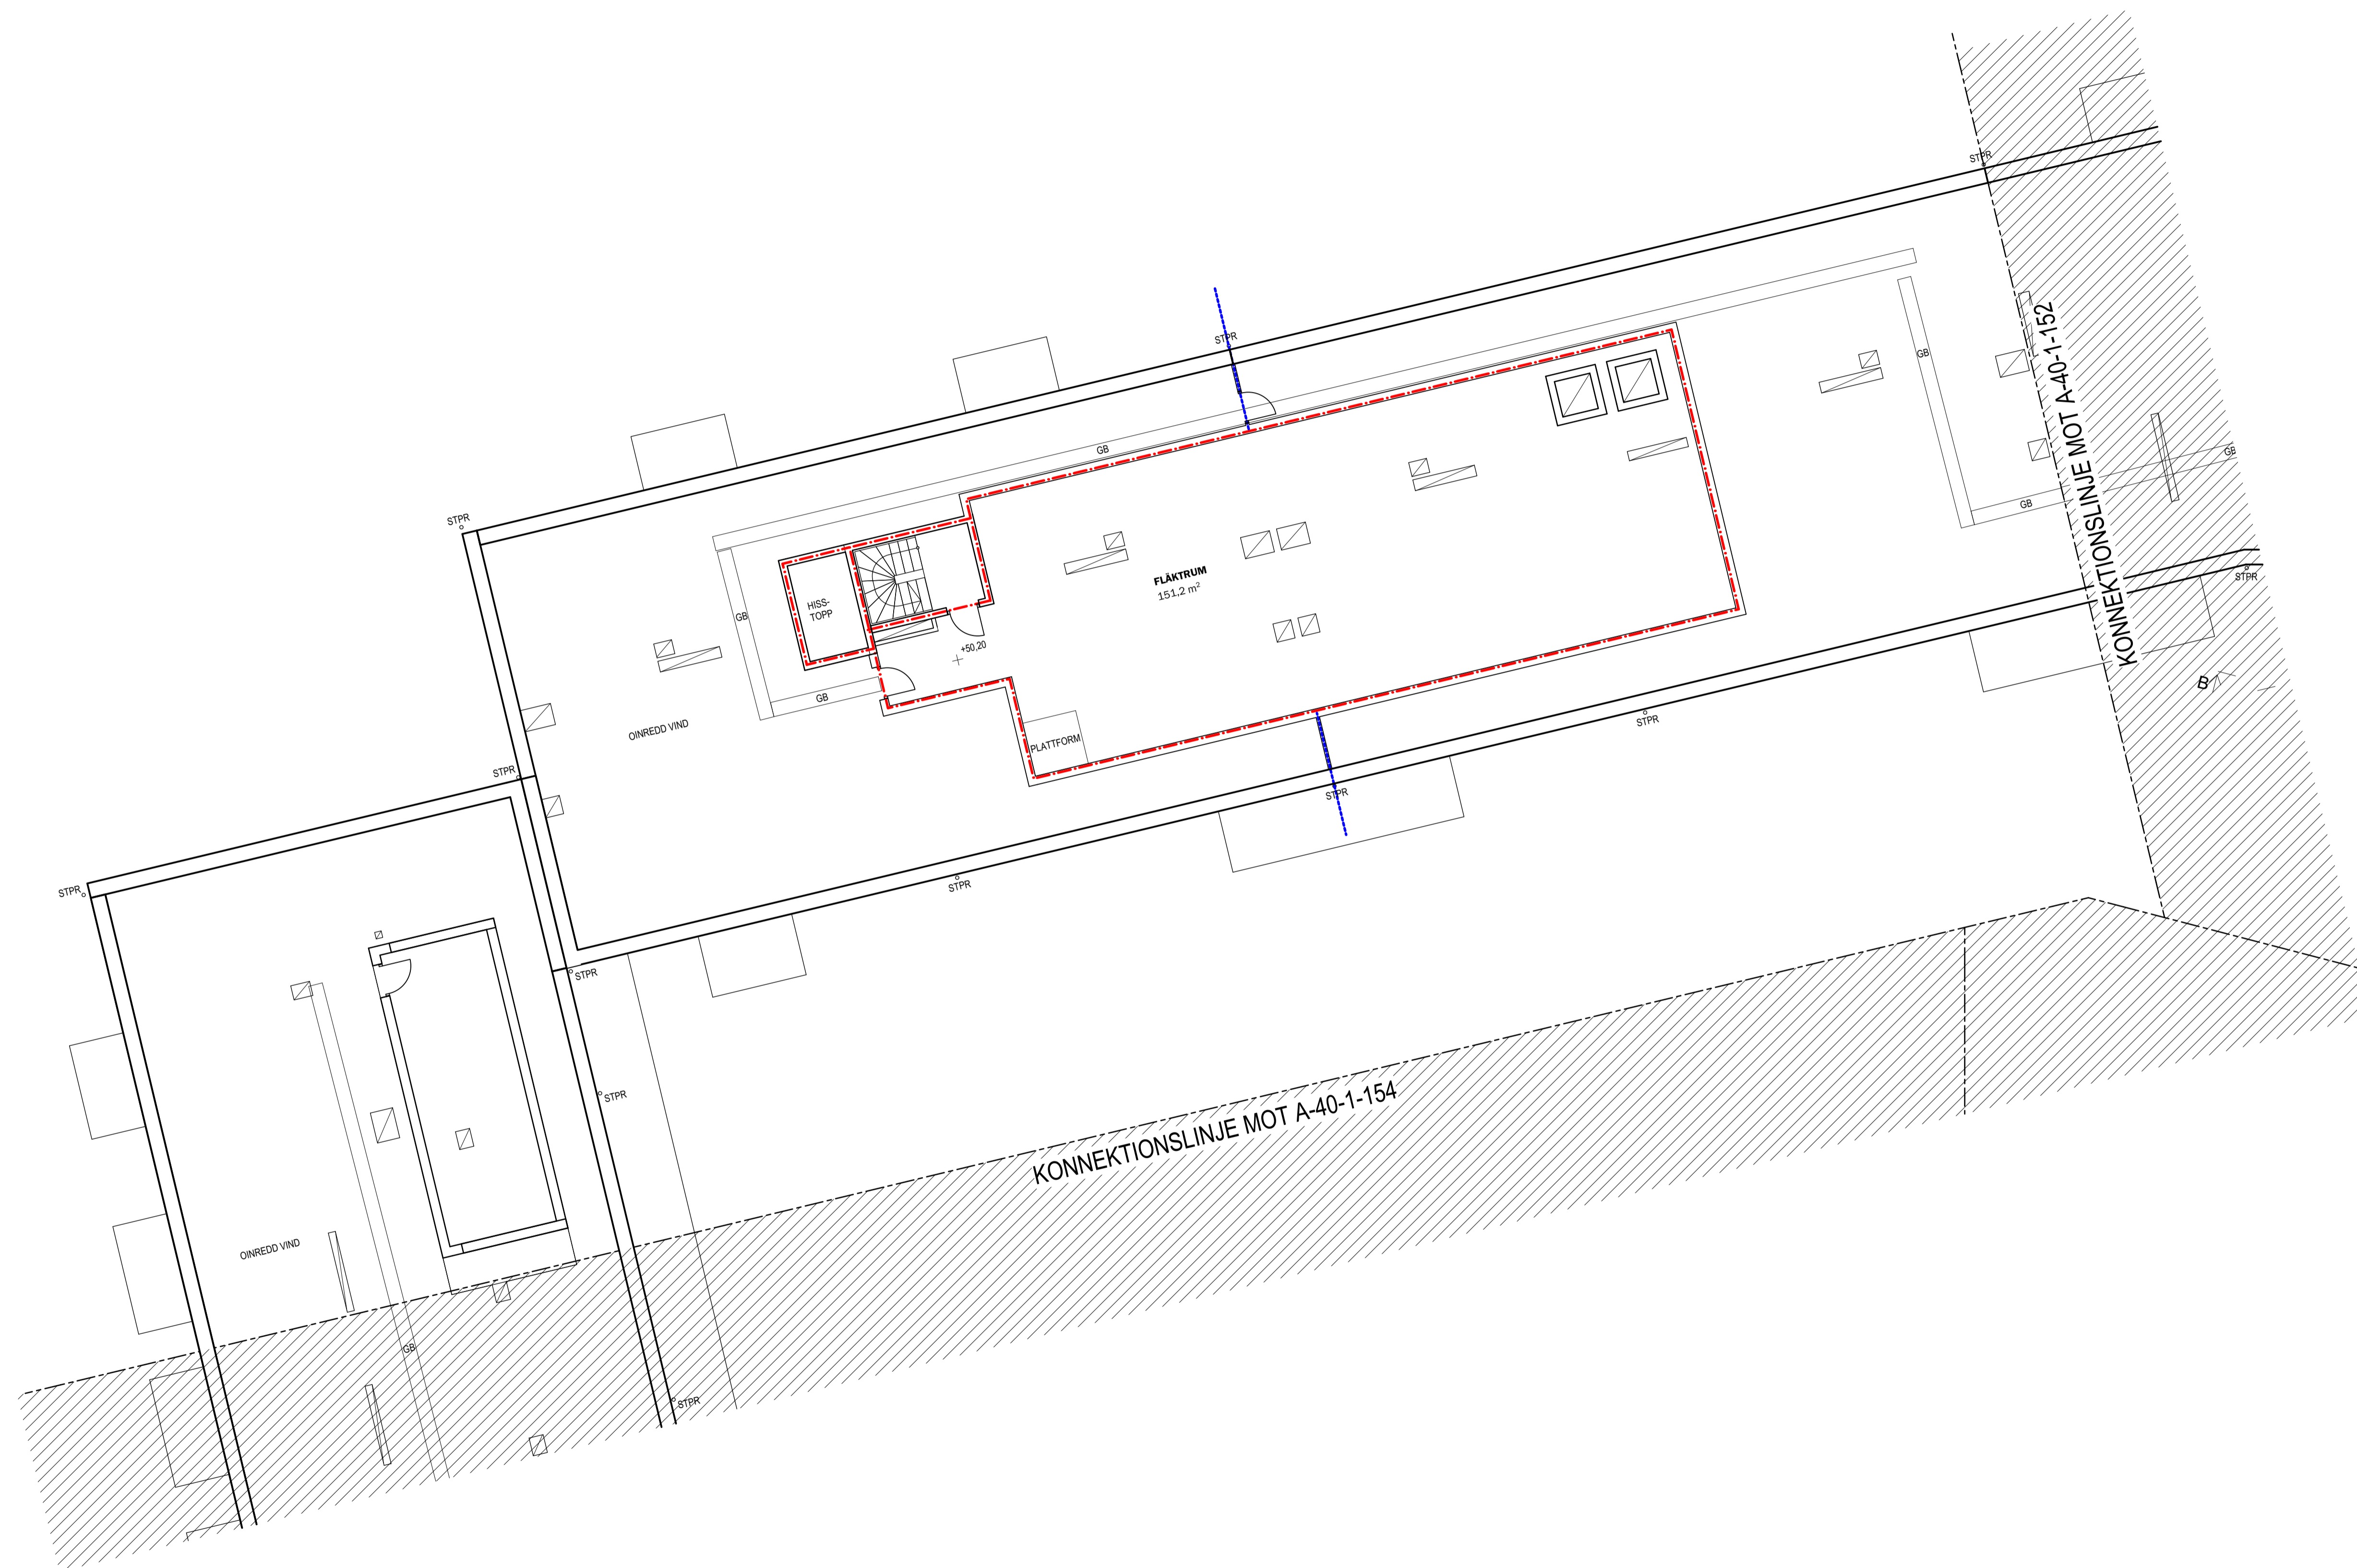 STPR
STPR
KONNEKTIONSLINJE MOT A-40-1-152
GB
GB
GB
GB
STPR
B
STPR
GB
FLÄKTRUM
151,2 m²
HISS-
TOPP
GB
+50,20
GB
OINREDD VIND
PLATTFORM
STPR
STPR
STPR
STPR
STPR
STPR
STPR
KONNEKTIONSLINJE MOT A-40-1-154
OINREDD VIND
GB
STPR